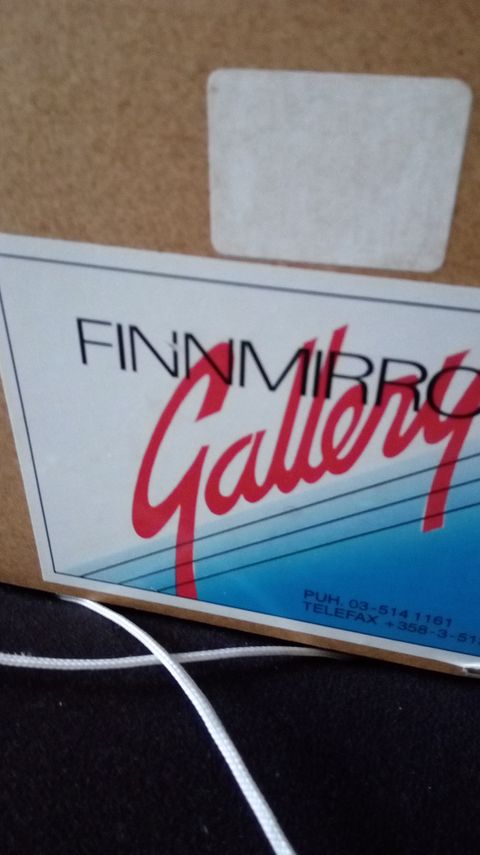 FINNMIRRO
Gallery
PUH. 03-514 1161
TELEFAX +358-3-51